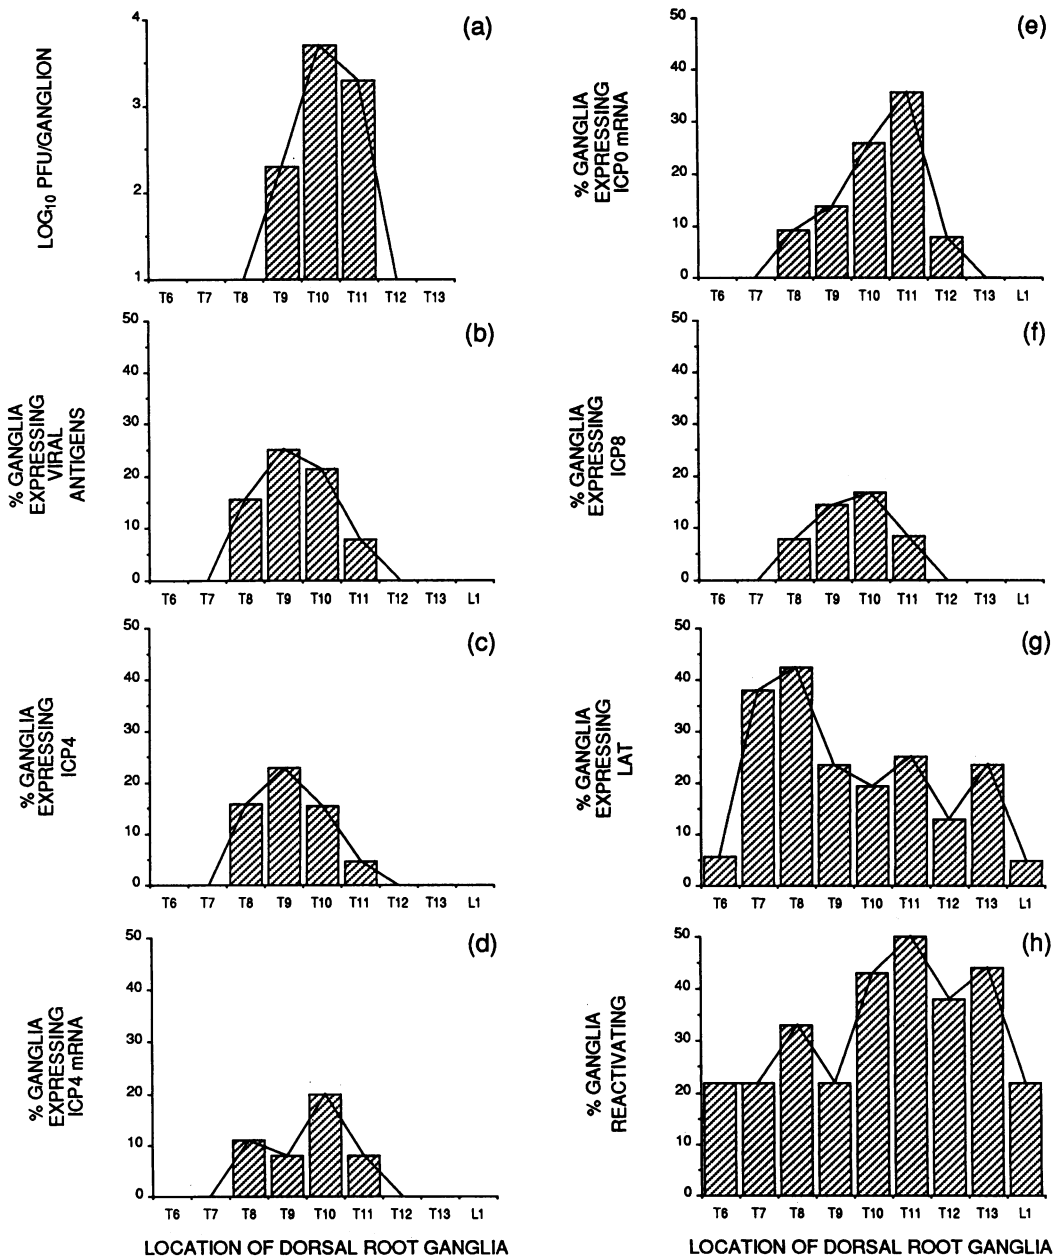 (a)
LOG10 PFU/GANGLION
4
3
2
1
T6 T7 T8 T9 T10 T11 T12 T13
(b)
% GANGLIA
EXPRESSING
VIRAL
ANTIGENS
50
40
30
20
10
0
T6 T7 T8 T9 T10 T11 T12 T13 L1
(c)
% GANGLIA
EXPRESSING
ICP4
50
40
30
20
10
0
T6 T7 T8 T9 T10 T11 T12 T13 L1
(d)
% GANGLIA
EXPRESSING
ICP4 mRNA
50
40
30
20
10
0
T6 T7 T8 T9 T10 T11 T12 T13 L1
LOCATION OF DORSAL ROOT GANGLIA
(e)
% GANGLIA
EXPRESSING
ICP0 mRNA
50
40
30
20
10
0
T6 T7 T8 T9 T10 T11 T12 T13 L1
(f)
% GANGLIA
EXPRESSING
ICP8
50
40
30
20
10
0
T6 T7 T8 T9 T10 T11 T12 T13 L1
(g)
% GANGLIA
EXPRESSING
LAT
50
40
30
20
10
0
T6 T7 T8 T9 T10 T11 T12 T13 L1
(h)
% GANGLIA
REACTIVATING
50
40
30
20
10
0
T6 T7 T8 T9 T10 T11 T12 T13 L1
LOCATION OF DORSAL ROOT GANGLIA